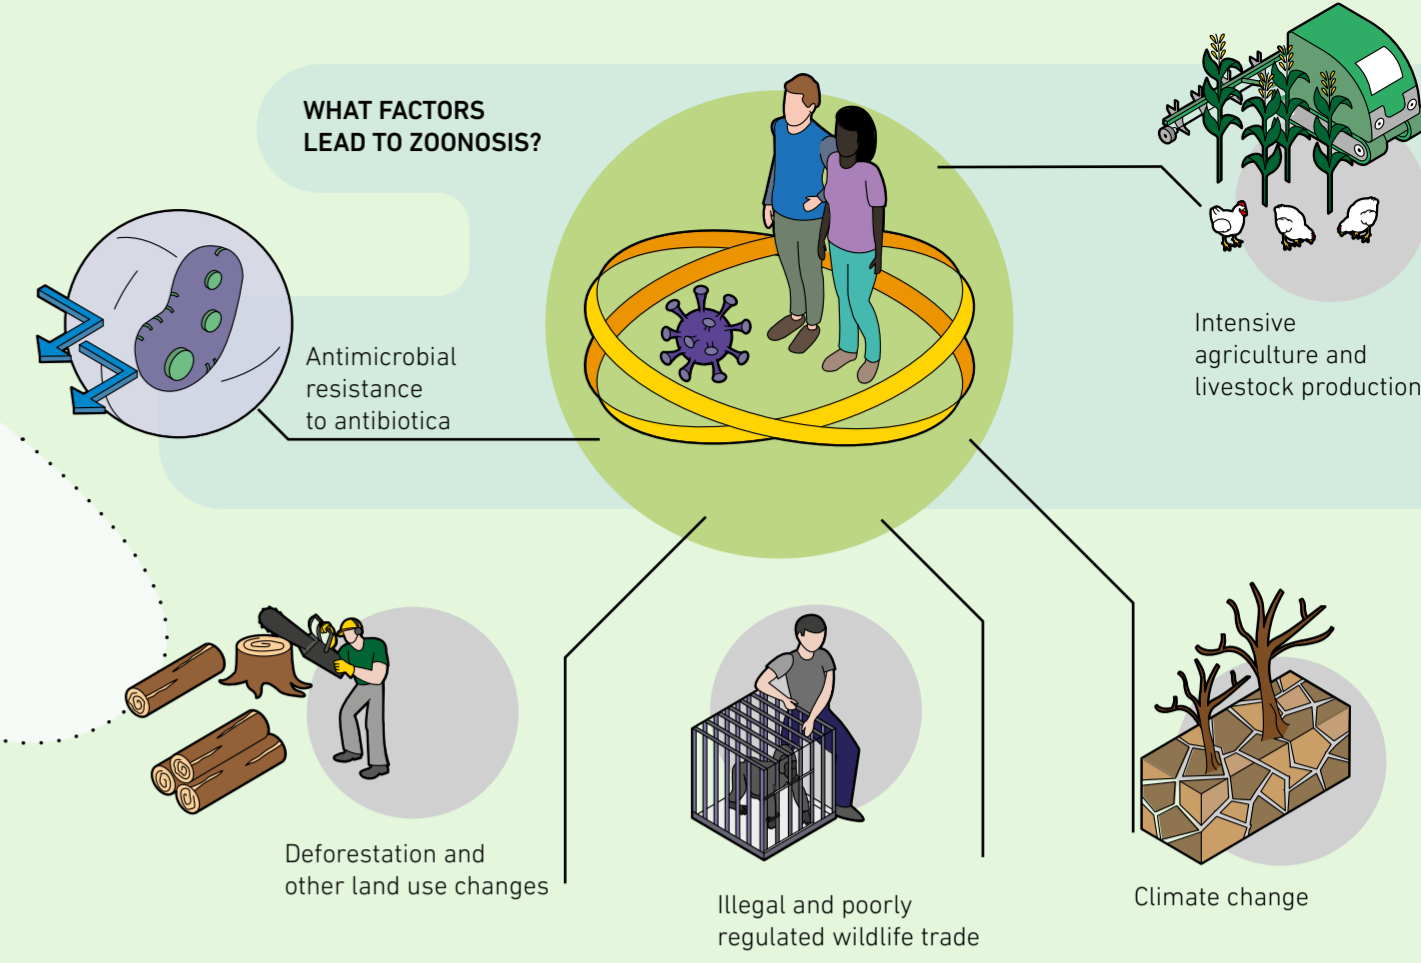 WHAT FACTORS
LEAD TO ZOONOSIS?
Antimicrobial
resistance
to antibiotica
Intensive
agriculture and
livestock production
Deforestation and
other land use changes
Illegal and poorly
regulated wildlife trade
Climate change